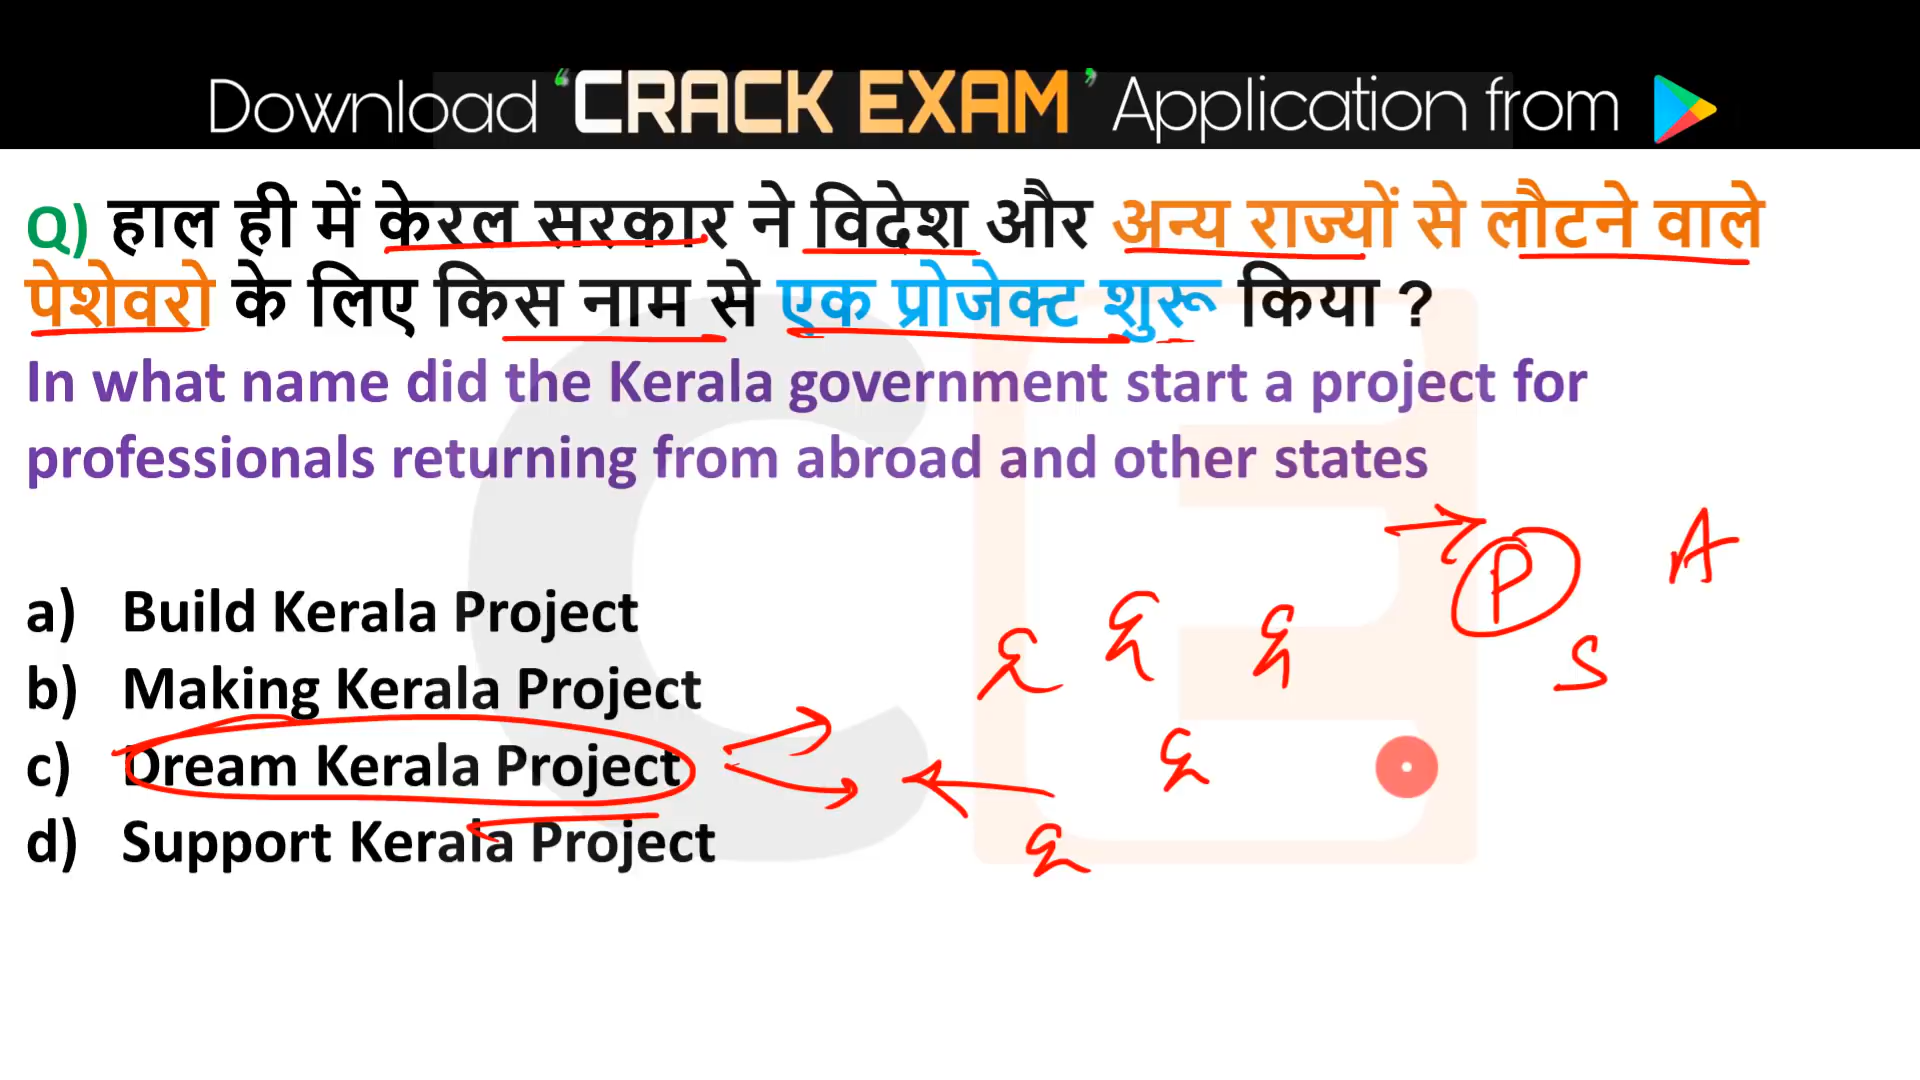 Download ‘CRACK EXAM’ Application from
Q) हाल ही में केरल सरकार ने विदेश और अन्य राज्यों से लौटने वाले
पेशेवरो के लिए किस नाम से एक प्रोजेक्ट शुरू किया ?
In what name did the Kerala government start a project for
professionals returning from abroad and other states
P A
S
a) Build Kerala Project
b) Making Kerala Project
c) Dream Kerala Project
d) Support Kerala Project